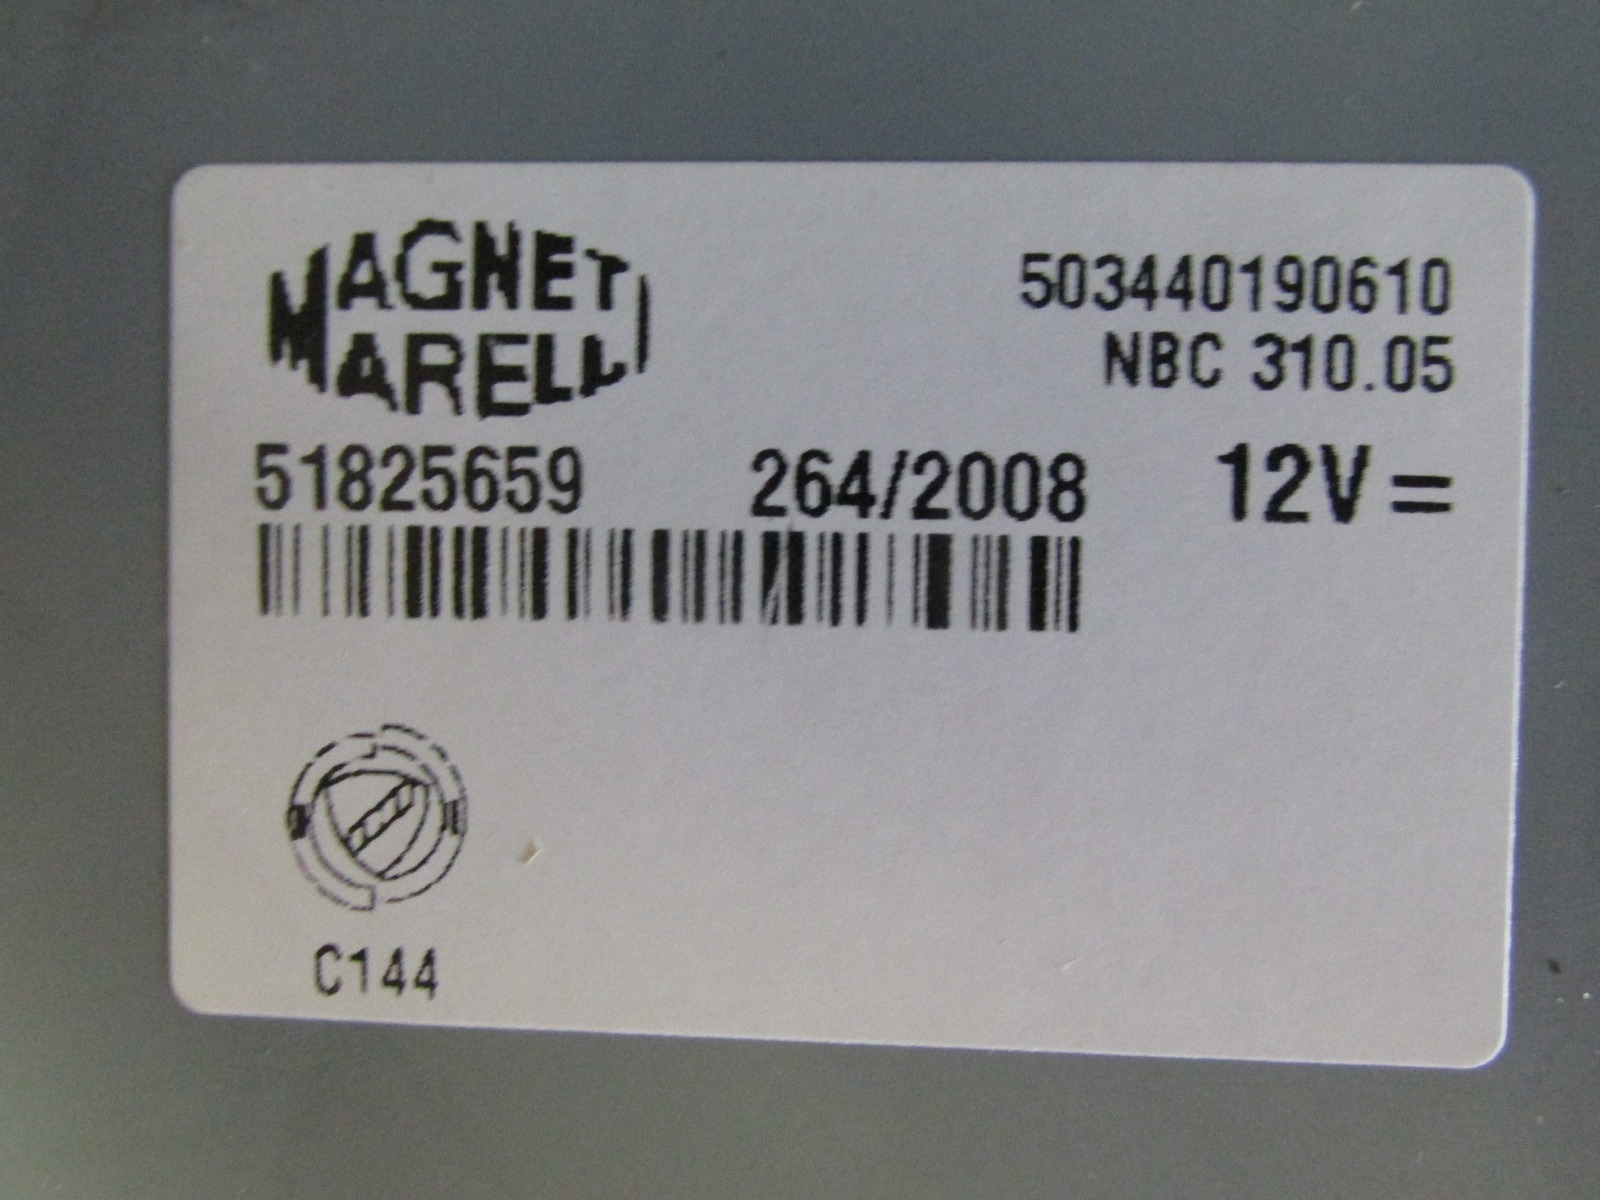 MAGNETI
MARELLI
503440190610
NBC 310.05
51825659 264/2008 12V =
C144